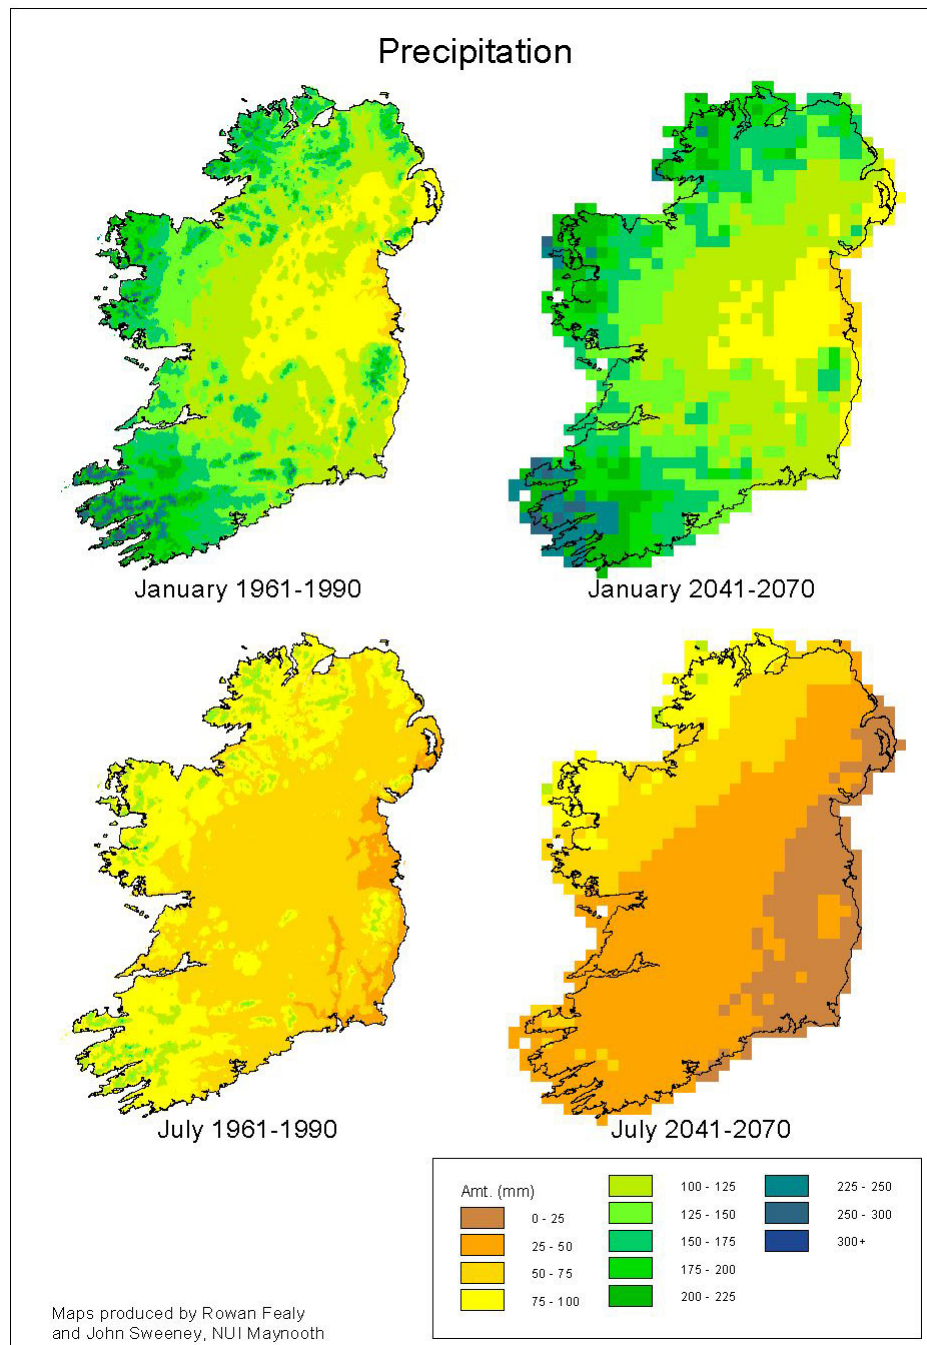 Precipitation
January 1961-1990
January 2041-2070
July 1961-1990
July 2041-2070
Amt. (mm)
0 - 25
25 - 50
50 - 75
75 - 100
100 - 125
125 - 150
150 - 175
175 - 200
200 - 225
225 - 250
250 - 300
300+
Maps produced by Rowan Fealy
and John Sweeney, NUI Maynooth